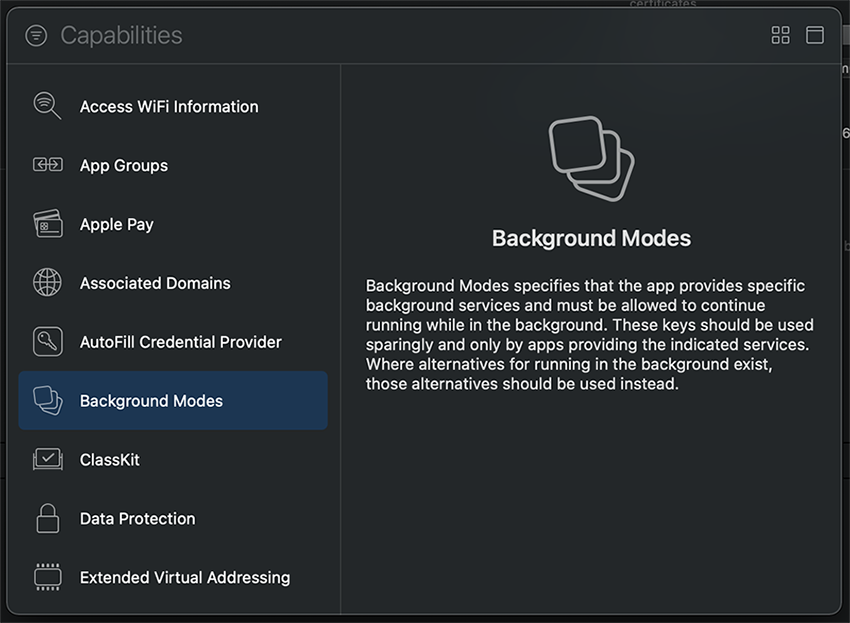 certificates
Capabilities
Access WiFi Information
App Groups
Apple Pay
Associated Domains
AutoFill Credential Provider
Background Modes
ClassKit
Data Protection
Extended Virtual Addressing
Background Modes
Background Modes specifies that the app provides specific
background services and must be allowed to continue
running while in the background. These keys should be used
sparingly and only by apps providing the indicated services.
Where alternatives for running in the background exist,
those alternatives should be used instead.